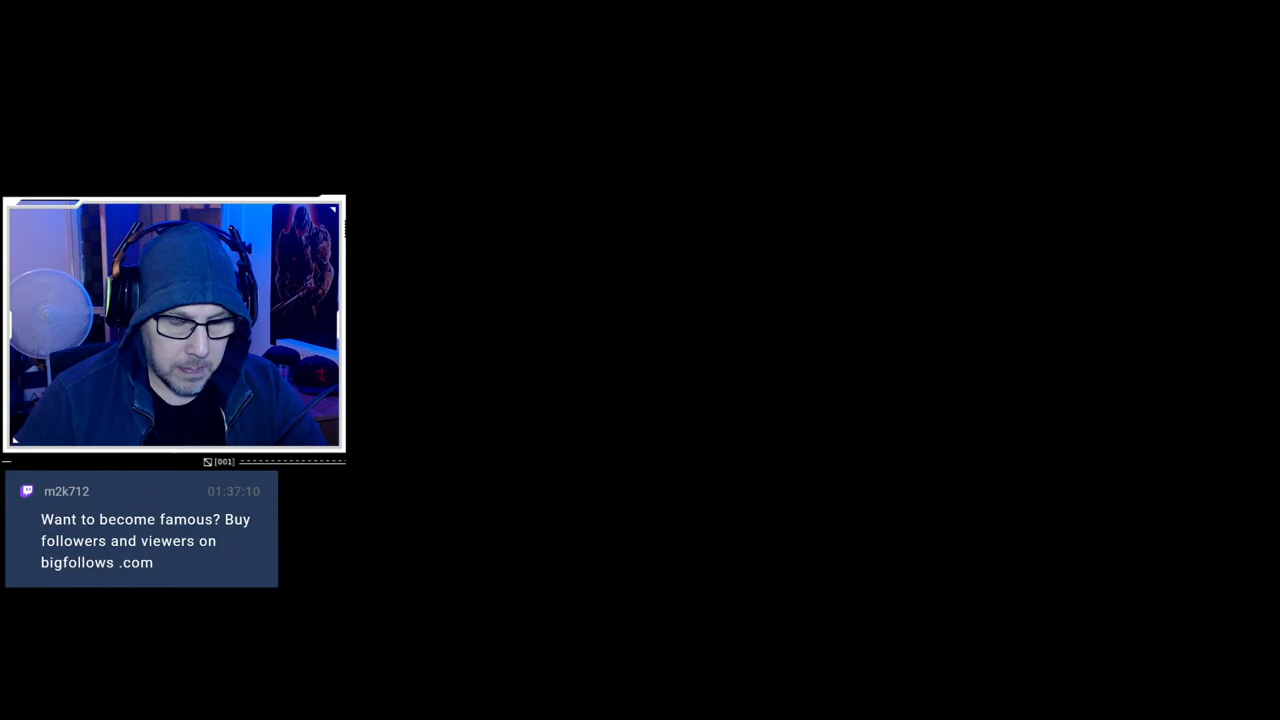 [001]
m2k712 01:37:10
Want to become famous? Buy
followers and viewers on
bigfollows .com